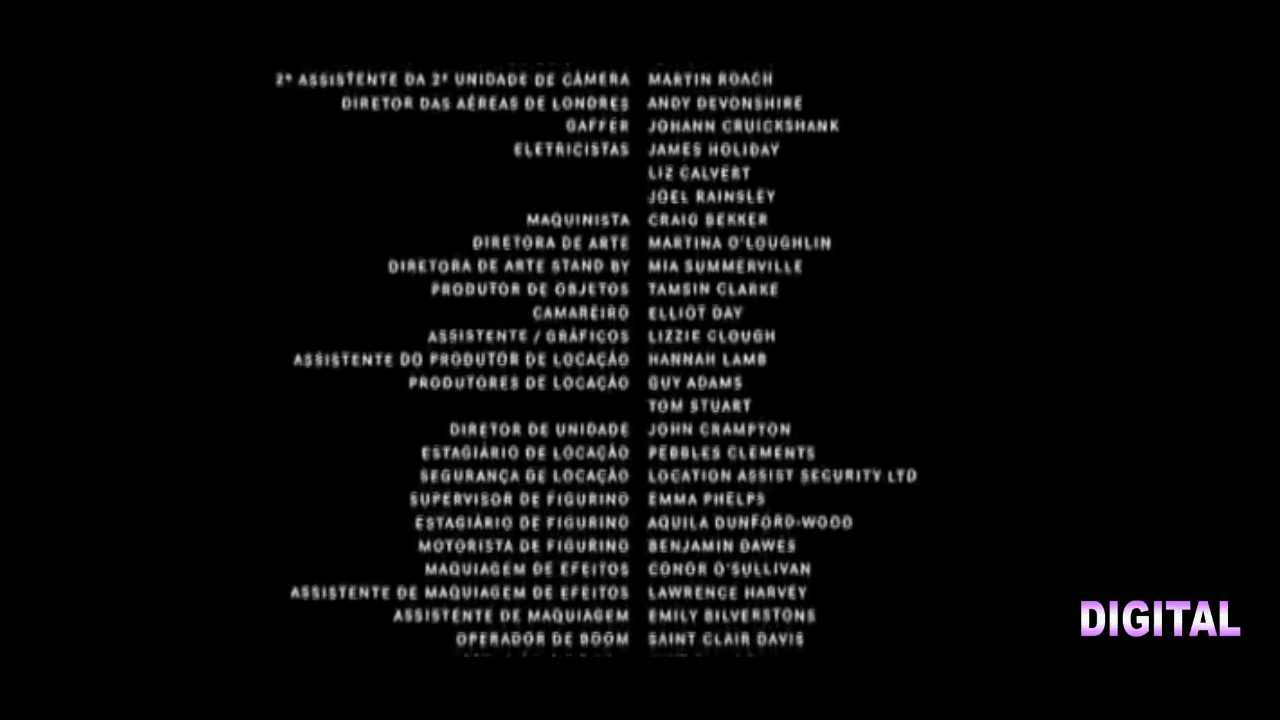 2ª ASSISTENTE DA 2ª UNIDADE DE CÂMERA MARTIN ROACH
DIRETOR DAS AÉREAS DE LONDRES ANDY DEVONSHIRE
GAFFER JOHANN CRUICKSHANK
ELETRICISTAS JAMES HOLIDAY
LIZ CALVERT
JOEL RAINSLEY
MAQUINISTA CRAIG BEKKER
DIRETORA DE ARTE MARTINA O'LOUGHLIN
DIRETORA DE ARTE STAND BY MIA SUMMERVILLE
PRODUTOR DE OBJETOS TAMSIN CLARKE
CAMAREIRO ELLIOT DAY
ASSISTENTE / GRÁFICOS LIZZIE CLOUGH
ASSISTENTE DO PRODUTOR DE LOCAÇÃO HANNAH LAMB
PRODUTORES DE LOCAÇÃO GUY ADAMS
TOM STUART
DIRETOR DE UNIDADE JOHN CRAMPTON
ESTAGIÁRIO DE LOCAÇÃO PEBBLES CLEMENTS
SEGURANÇA DE LOCAÇÃO LOCATION ASSIST SECURITY LTD
SUPERVISOR DE FIGURINO EMMA PHELPS
ESTAGIÁRIO DE FIGURINO AQUILA DUNFORD-WOOD
MOTORISTA DE FIGURINO BENJAMIN DAWES
MAQUIAGEM DE EFEITOS CONOR O'SULLIVAN
ASSISTENTE DE MAQUIAGEM DE EFEITOS LAWRENCE HARVEY
ASSISTENTE DE MAQUIAGEM EMILY BILVERSTONS
OPERADOR DE BOOM SAINT CLAIR DAVIS
DIGITAL